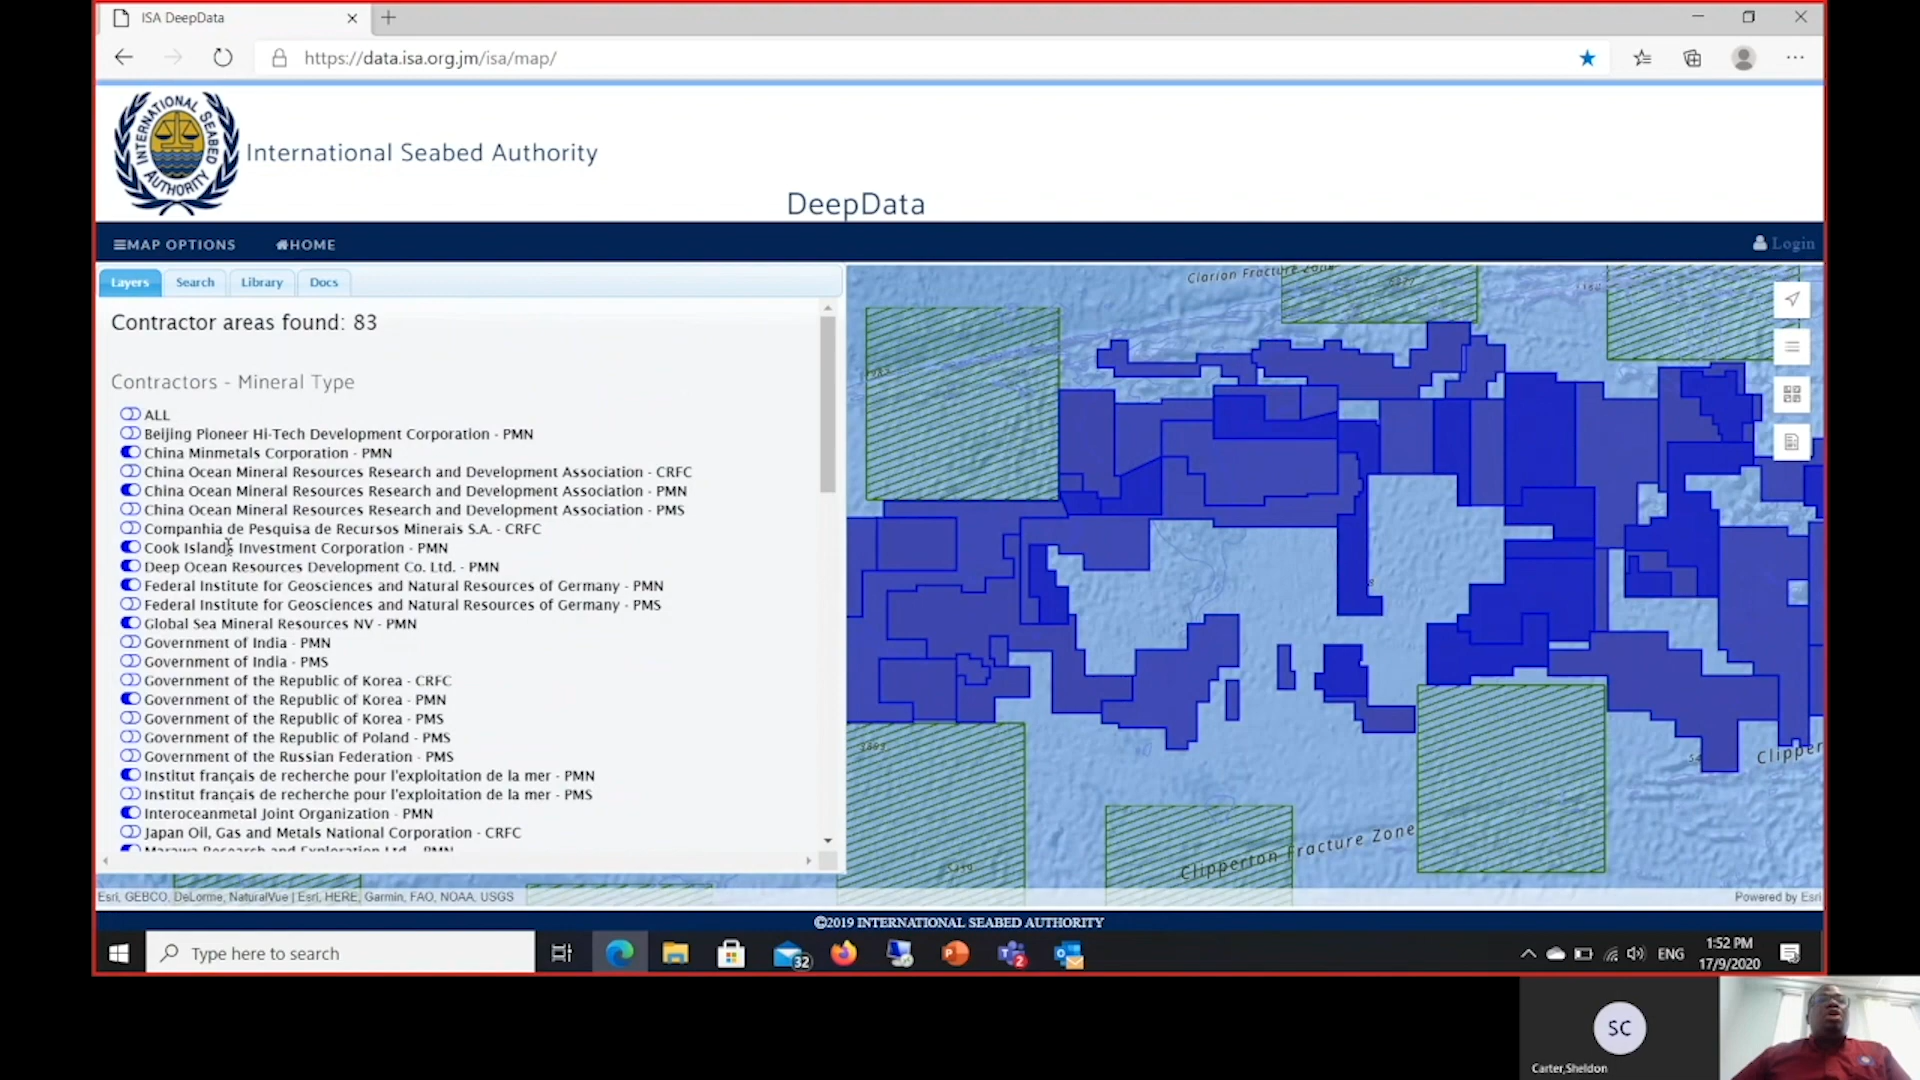 ISA DeepData
https://data.isa.org.jm/isa/map/
INTERNATIONAL SEABED AUTHORITY
International Seabed Authority
DeepData
MAP OPTIONS
HOME
Login
Layers
Search
Library
Docs
Contractor areas found: 83
Contractors - Mineral Type
ALL
Beijing Pioneer Hi-Tech Development Corporation - PMN
China Minmetals Corporation - PMN
China Ocean Mineral Resources Research and Development Association - CRFC
China Ocean Mineral Resources Research and Development Association - PMN
China Ocean Mineral Resources Research and Development Association - PMS
Companhia de Pesquisa de Recursos Minerais S.A. - CRFC
Cook Islands Investment Corporation - PMN
Deep Ocean Resources Development Co. Ltd. - PMN
Federal Institute for Geosciences and Natural Resources of Germany - PMN
Federal Institute for Geosciences and Natural Resources of Germany - PMS
Global Sea Mineral Resources NV - PMN
Government of India - PMN
Government of India - PMS
Government of the Republic of Korea - CRFC
Government of the Republic of Korea - PMN
Government of the Republic of Korea - PMS
Government of the Republic of Poland - PMS
Government of the Russian Federation - PMS
Institut français de recherche pour l'exploitation de la mer - PMN
Institut français de recherche pour l'exploitation de la mer - PMS
Interoceanmetal Joint Organization - PMN
Japan Oil, Gas and Metals National Corporation - CRFC
Marawa Research and Exploration Ltd. - PMN
Clarion Fracture Zone
Clipper
Clipperton Fracture Zone
Esri, GEBCO, DeLorme, NaturalVue | Esri, HERE, Garmin, FAO, NOAA, USGS
Powered by Esri
©2019 INTERNATIONAL SEABED AUTHORITY
Type here to search
32
2
ENG
1:52 PM
17/9/2020
SC
Carter,Sheldon